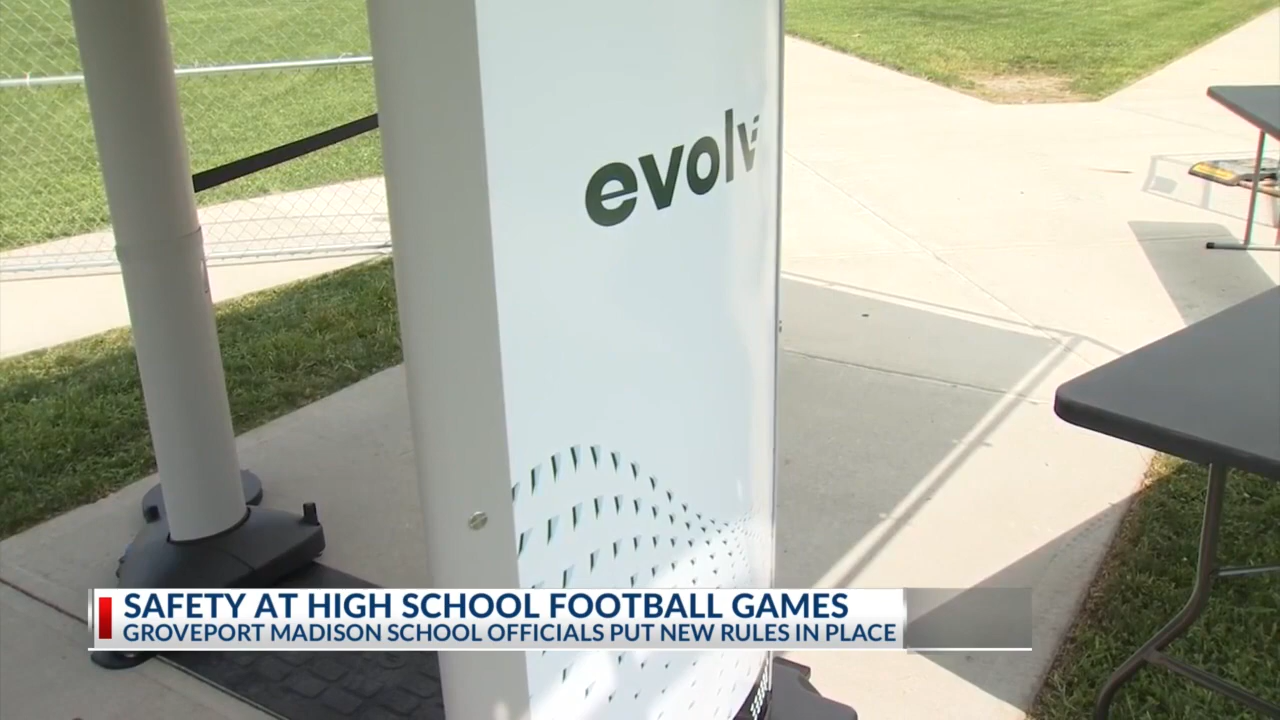 evolv
SAFETY AT HIGH SCHOOL FOOTBALL GAMES
GROVEPORT MADISON SCHOOL OFFICIALS PUT NEW RULES IN PLACE